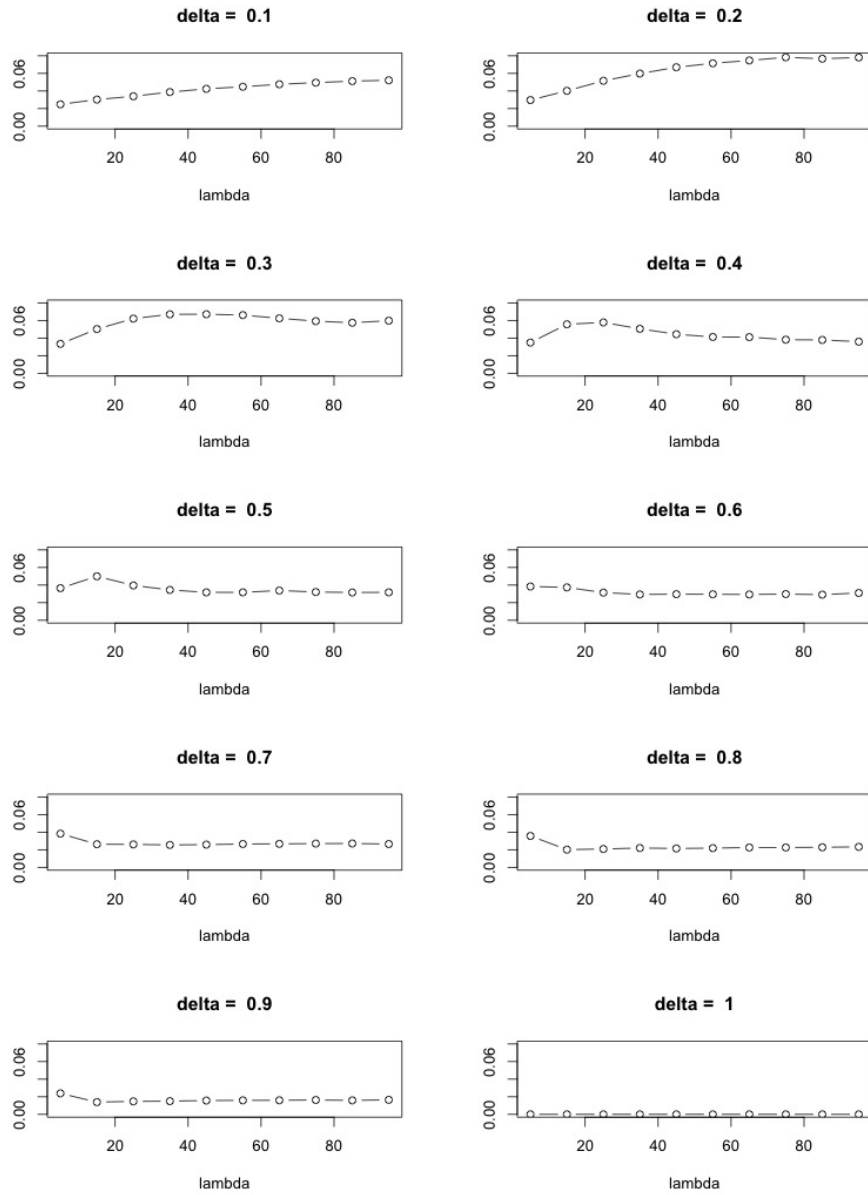 delta = 0.1
0.06
0.00
20 40 60 80
lambda
delta = 0.2
0.06
0.00
20 40 60 80
lambda
delta = 0.3
0.06
0.00
20 40 60 80
lambda
delta = 0.4
0.06
0.00
20 40 60 80
lambda
delta = 0.5
0.06
0.00
20 40 60 80
lambda
delta = 0.6
0.06
0.00
20 40 60 80
lambda
delta = 0.7
0.06
0.00
20 40 60 80
lambda
delta = 0.8
0.06
0.00
20 40 60 80
lambda
delta = 0.9
0.06
0.00
20 40 60 80
lambda
delta = 1
0.06
0.00
20 40 60 80
lambda